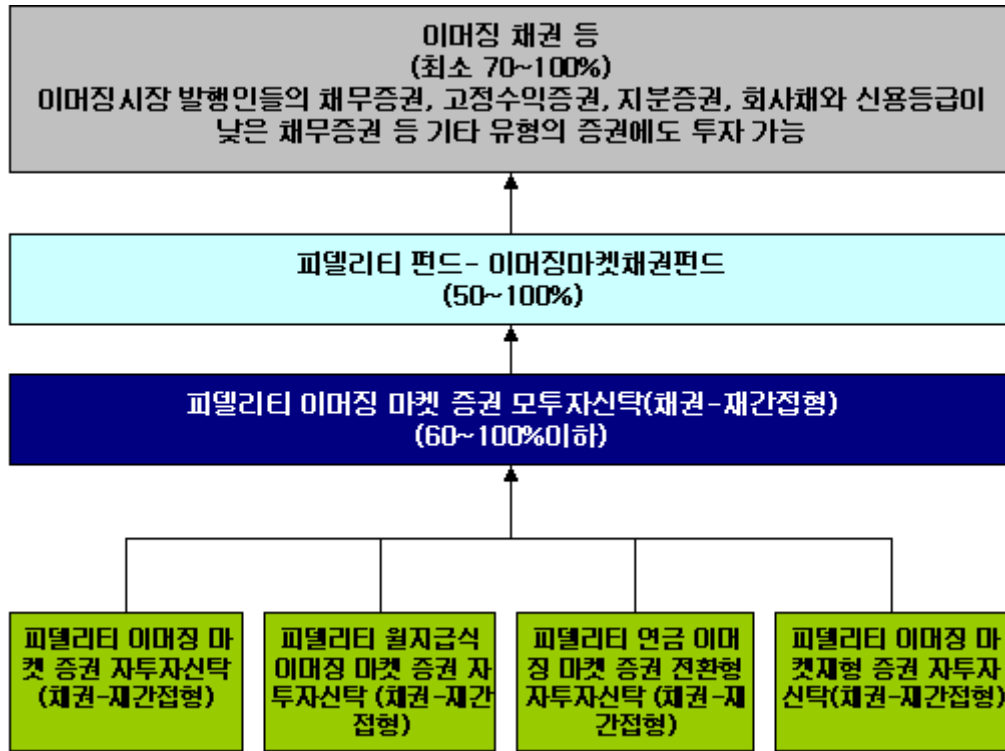 이머징 채권 등
(최소 70~100%)
이머징시장 발행인들의 채무증권, 고정수익증권, 지분증권, 회사채와 신용등급이
낮은 채무증권 등 기타 유형의 증권에도 투자 가능
피델리티 펀드- 이머징마켓채권펀드
(50~100%)
피델리티 이머징 마켓 증권 모투자신탁(채권-재간접형)
(60~100%이하)
피델리티 이머징 마
켓 증권 자투자신탁
(채권-재간접형)
피델리티 월지급식
이머징 마켓 증권 자
투자신탁 (채권-재간
접형)
피델리티 연금 이머
징 마켓 증권 전환형
자투자신탁 (채권-재
간접형)
피델리티 이머징 마
켓재형 증권 자투자
신탁(채권-재간접형)